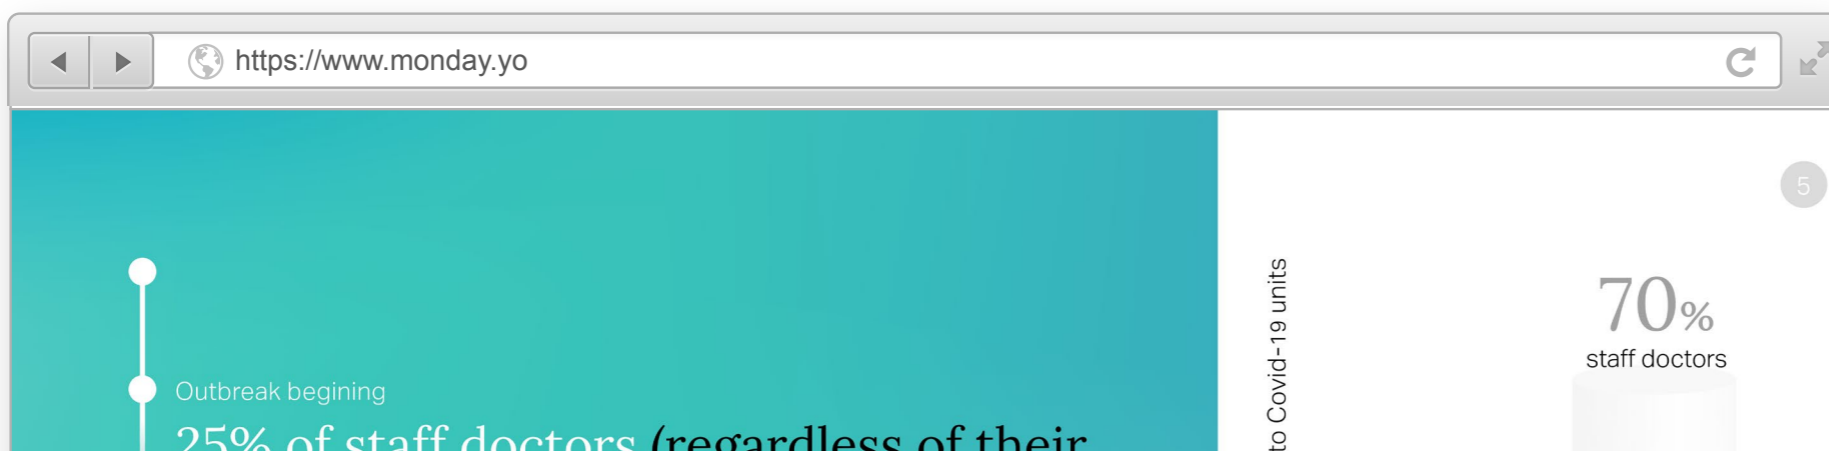 https://www.monday.yo
5
Outbreak begining
25% of staff doctors (regardless of their
to Covid-19 units
70%
staff doctors